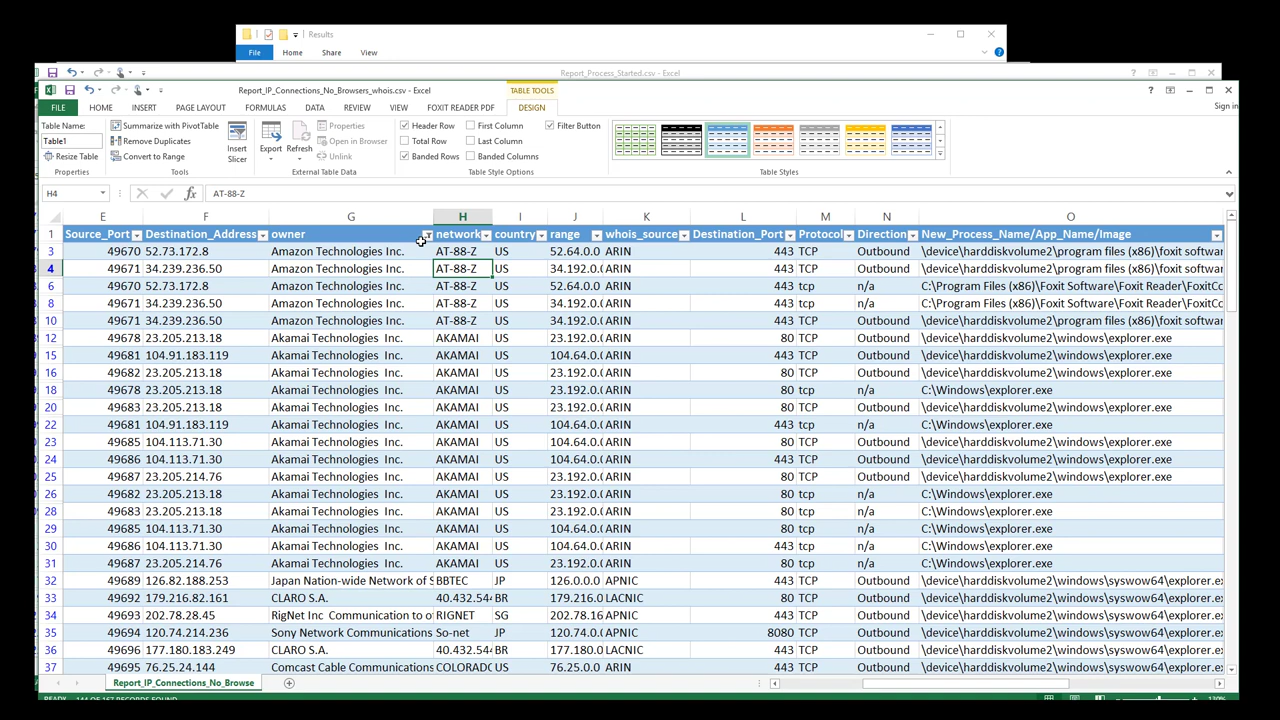 Results
File Home Share View
Report_Process_Started.csv - Excel
Report_IP_Connections_No_Browsers_whois.csv - Excel TABLE TOOLS
Sign in
FILE HOME INSERT PAGE LAYOUT FORMULAS DATA REVIEW VIEW FOXIT READER PDF DESIGN
Table Name: Summarize with PivotTable Properties Header Row First Column Filter Button
Table1 Remove Duplicates Insert Slicer Export Refresh Open in Browser Total Row Last Column
Resize Table Convert to Range Unlink Banded Rows Banded Columns
Properties Tools External Table Data Table Style Options Table Styles
H4 fx AT-88-Z
E F G H I J K L M N O
1 Source_Port Destination_Address owner network country range whois_source Destination_Port Protocol Direction New_Process_Name/App_Name/Image
3 49670 52.73.172.8 Amazon Technologies Inc. AT-88-Z US 52.64.0.0 ARIN 443 TCP Outbound \device\harddiskvolume2\program files (x86)\foxit softwar
4 49671 34.239.236.50 Amazon Technologies Inc. AT-88-Z US 34.192.0.( ARIN 443 TCP Outbound \device\harddiskvolume2\program files (x86)\foxit softwar
6 49670 52.73.172.8 Amazon Technologies Inc. AT-88-Z US 52.64.0.0 ARIN 443 tcp n/a C:\Program Files (x86)\Foxit Software\Foxit Reader\FoxitCo
8 49671 34.239.236.50 Amazon Technologies Inc. AT-88-Z US 34.192.0.( ARIN 443 tcp n/a C:\Program Files (x86)\Foxit Software\Foxit Reader\FoxitCo
10 49671 34.239.236.50 Amazon Technologies Inc. AT-88-Z US 34.192.0.( ARIN 443 TCP Outbound \device\harddiskvolume2\program files (x86)\foxit softwar
12 49678 23.205.213.18 Akamai Technologies Inc. AKAMAI US 23.192.0.( ARIN 80 TCP Outbound \device\harddiskvolume2\windows\explorer.exe
15 49681 104.91.183.119 Akamai Technologies Inc. AKAMAI US 104.64.0.( ARIN 443 TCP Outbound \device\harddiskvolume2\windows\explorer.exe
16 49682 23.205.213.18 Akamai Technologies Inc. AKAMAI US 23.192.0.( ARIN 80 TCP Outbound \device\harddiskvolume2\windows\explorer.exe
18 49678 23.205.213.18 Akamai Technologies Inc. AKAMAI US 23.192.0.( ARIN 80 tcp n/a C:\Windows\explorer.exe
20 49683 23.205.213.18 Akamai Technologies Inc. AKAMAI US 23.192.0.( ARIN 80 TCP Outbound \device\harddiskvolume2\windows\explorer.exe
22 49681 104.91.183.119 Akamai Technologies Inc. AKAMAI US 104.64.0.( ARIN 443 tcp n/a C:\Windows\explorer.exe
23 49685 104.113.71.30 Akamai Technologies Inc. AKAMAI US 104.64.0.( ARIN 80 TCP Outbound \device\harddiskvolume2\windows\explorer.exe
24 49686 104.113.71.30 Akamai Technologies Inc. AKAMAI US 104.64.0.( ARIN 443 TCP Outbound \device\harddiskvolume2\windows\explorer.exe
25 49687 23.205.214.76 Akamai Technologies Inc. AKAMAI US 23.192.0.( ARIN 443 TCP Outbound \device\harddiskvolume2\windows\explorer.exe
26 49682 23.205.213.18 Akamai Technologies Inc. AKAMAI US 23.192.0.( ARIN 80 tcp n/a C:\Windows\explorer.exe
28 49683 23.205.213.18 Akamai Technologies Inc. AKAMAI US 23.192.0.( ARIN 80 tcp n/a C:\Windows\explorer.exe
29 49685 104.113.71.30 Akamai Technologies Inc. AKAMAI US 104.64.0.( ARIN 80 tcp n/a C:\Windows\explorer.exe
30 49686 104.113.71.30 Akamai Technologies Inc. AKAMAI US 104.64.0.( ARIN 443 tcp n/a C:\Windows\explorer.exe
31 49687 23.205.214.76 Akamai Technologies Inc. AKAMAI US 23.192.0.( ARIN 443 tcp n/a C:\Windows\explorer.exe
32 49689 126.82.188.253 Japan Nation-wide Network of S BBTEC JP 126.0.0.0 APNIC 443 TCP Outbound \device\harddiskvolume2\windows\syswow64\explorer.ex
33 49692 179.216.82.161 CLARO S.A. 40.432.544 BR 179.216.0 LACNIC 443 TCP Outbound \device\harddiskvolume2\windows\syswow64\explorer.ex
34 49693 202.78.28.45 RigNet Inc Communication to of RIGNET SG 202.78.16 APNIC 443 TCP Outbound \device\harddiskvolume2\windows\syswow64\explorer.ex
35 49694 120.74.214.236 Sony Network Communications So-net JP 120.74.0.( APNIC 8080 TCP Outbound \device\harddiskvolume2\windows\syswow64\explorer.ex
36 49696 177.180.183.249 CLARO S.A. 40.432.544 BR 177.180.0 LACNIC 443 TCP Outbound \device\harddiskvolume2\windows\syswow64\explorer.ex
37 49695 76.25.24.144 Comcast Cable Communications COLORADO US 76.25.0.0 ARIN 443 TCP Outbound \device\harddiskvolume2\windows\syswow64\explorer.ex
Report_IP_Connections_No_Browse
READY 144 OF 167 RECORDS FOUND 130%